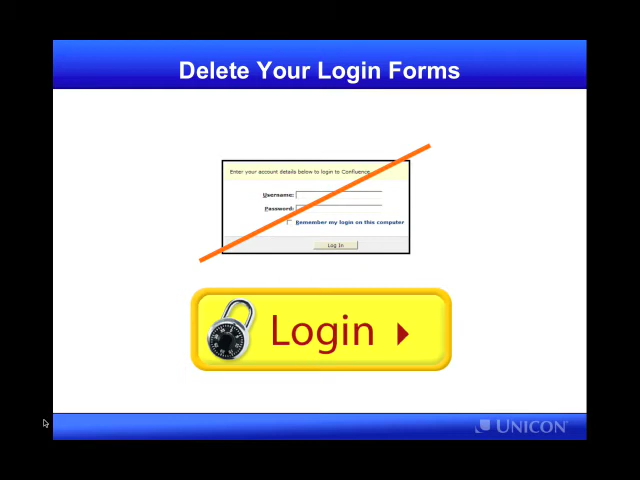 Delete Your Login Forms
Enter your account details below to login to Confluence.
Username:
Password:
Remember my login on this computer
Log In
Login
UNICON